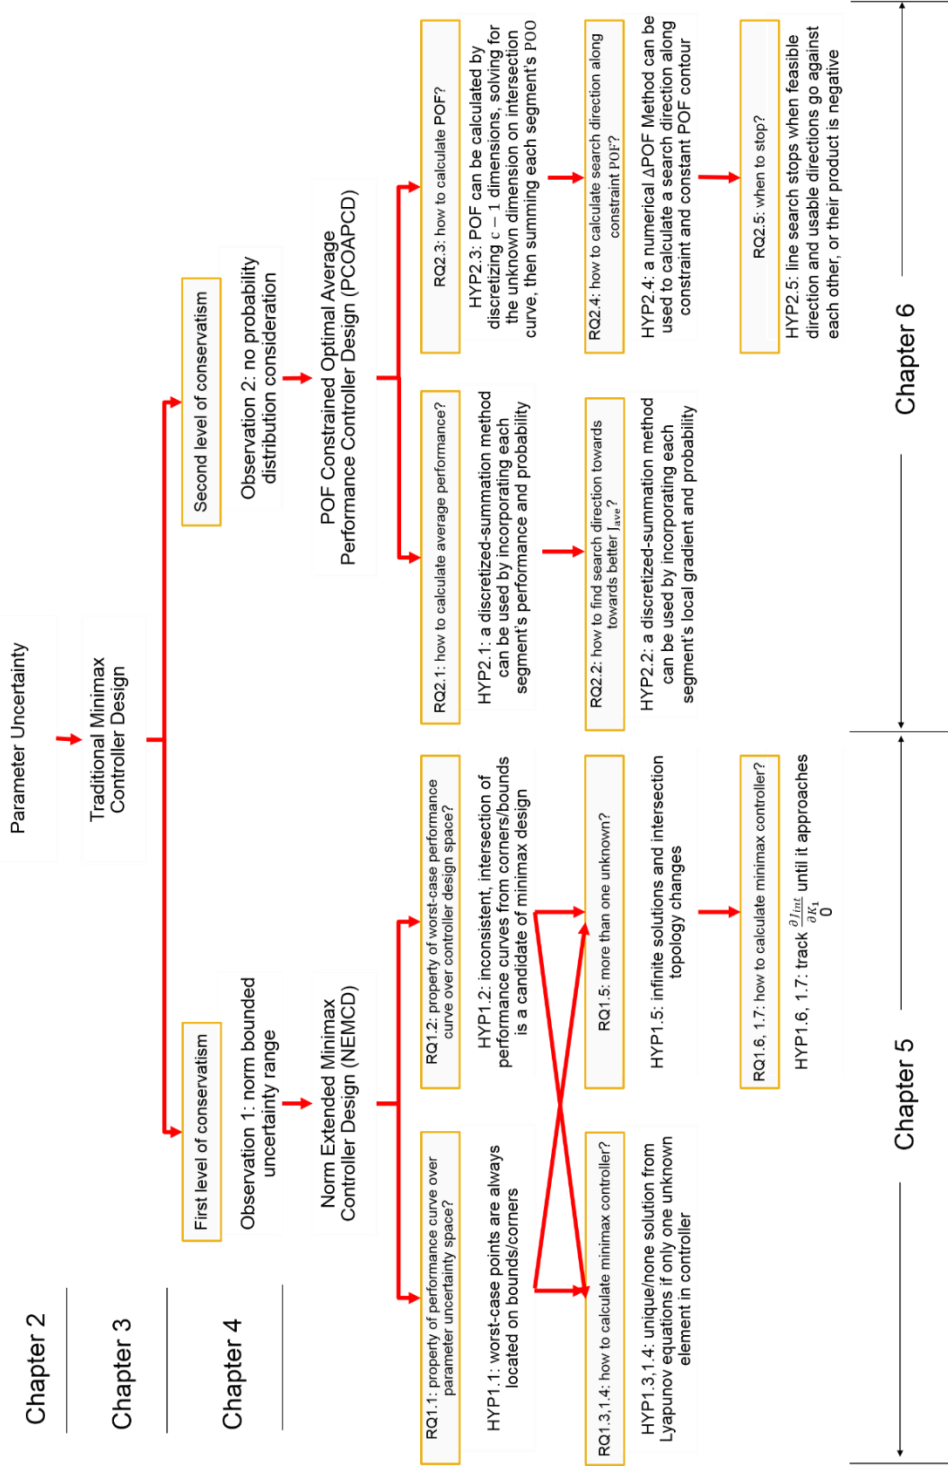 Parameter Uncertainty
Chapter 2
Traditional Minimax
Controller Design
Chapter 3
First level of conservatism
Second level of conservatism
Chapter 4
Observation 1: norm bounded
uncertainty range
Observation 2: no probability
distribution consideration
Norm Extended Minimax
Controller Design (NEMCD)
POF Constrained Optimal Average
Performance Controller Design (PCOAPCD)
RQ1.1: property of performance curve over
parameter uncertainty space?
HYP1.1: worst-case points are always
located on bounds/corners
RQ1.2: property of worst-case performance
curve over controller design space?
HYP1.2: inconsistent, intersection of
performance curves from corners/bounds
is a candidate of minimax design
RQ2.1: how to calculate average performance?
HYP2.1: a discretized-summation method
can be used by incorporating each
segment's performance and probability
RQ2.3: how to calculate POF?
HYP2.3: POF can be calculated by
discretizing c − 1 dimensions, solving for
the unknown dimension on intersection
curve, then summing each segment's POO
RQ1.3,1.4: how to calculate minimax controller?
HYP1.3,1.4: unique/none solution from
Lyapunov equations if only one unknown
element in controller
RQ1.5: more than one unknown?
HYP1.5: infinite solutions and intersection
topology changes
RQ2.2: how to find search direction towards
towards better J_ave?
HYP2.2: a discretized-summation method
can be used by incorporating each
segment's local gradient and probability
RQ2.4: how to calculate search direction along
constraint POF?
HYP2.4: a numerical ΔPOF Method can be
used to calculate a search direction along
constraint and constant POF contour
RQ1.6, 1.7: how to calculate minimax controller?
HYP1.6, 1.7: track ∂J_int/∂K_1 until it approaches
0
RQ2.5: when to stop?
HYP2.5: line search stops when feasible
direction and usable directions go against
each other, or their product is negative
Chapter 5
Chapter 6